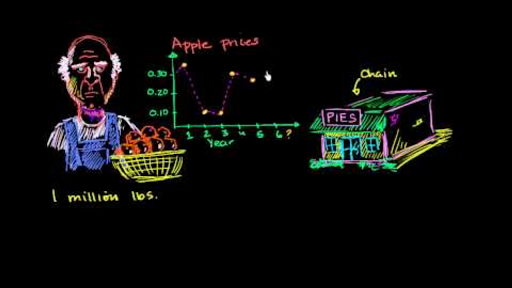 Apple prices
Chain
0.30
0.20
0.10
PIES
1 2 3 4 5 6 ?
Year
1 million lbs.